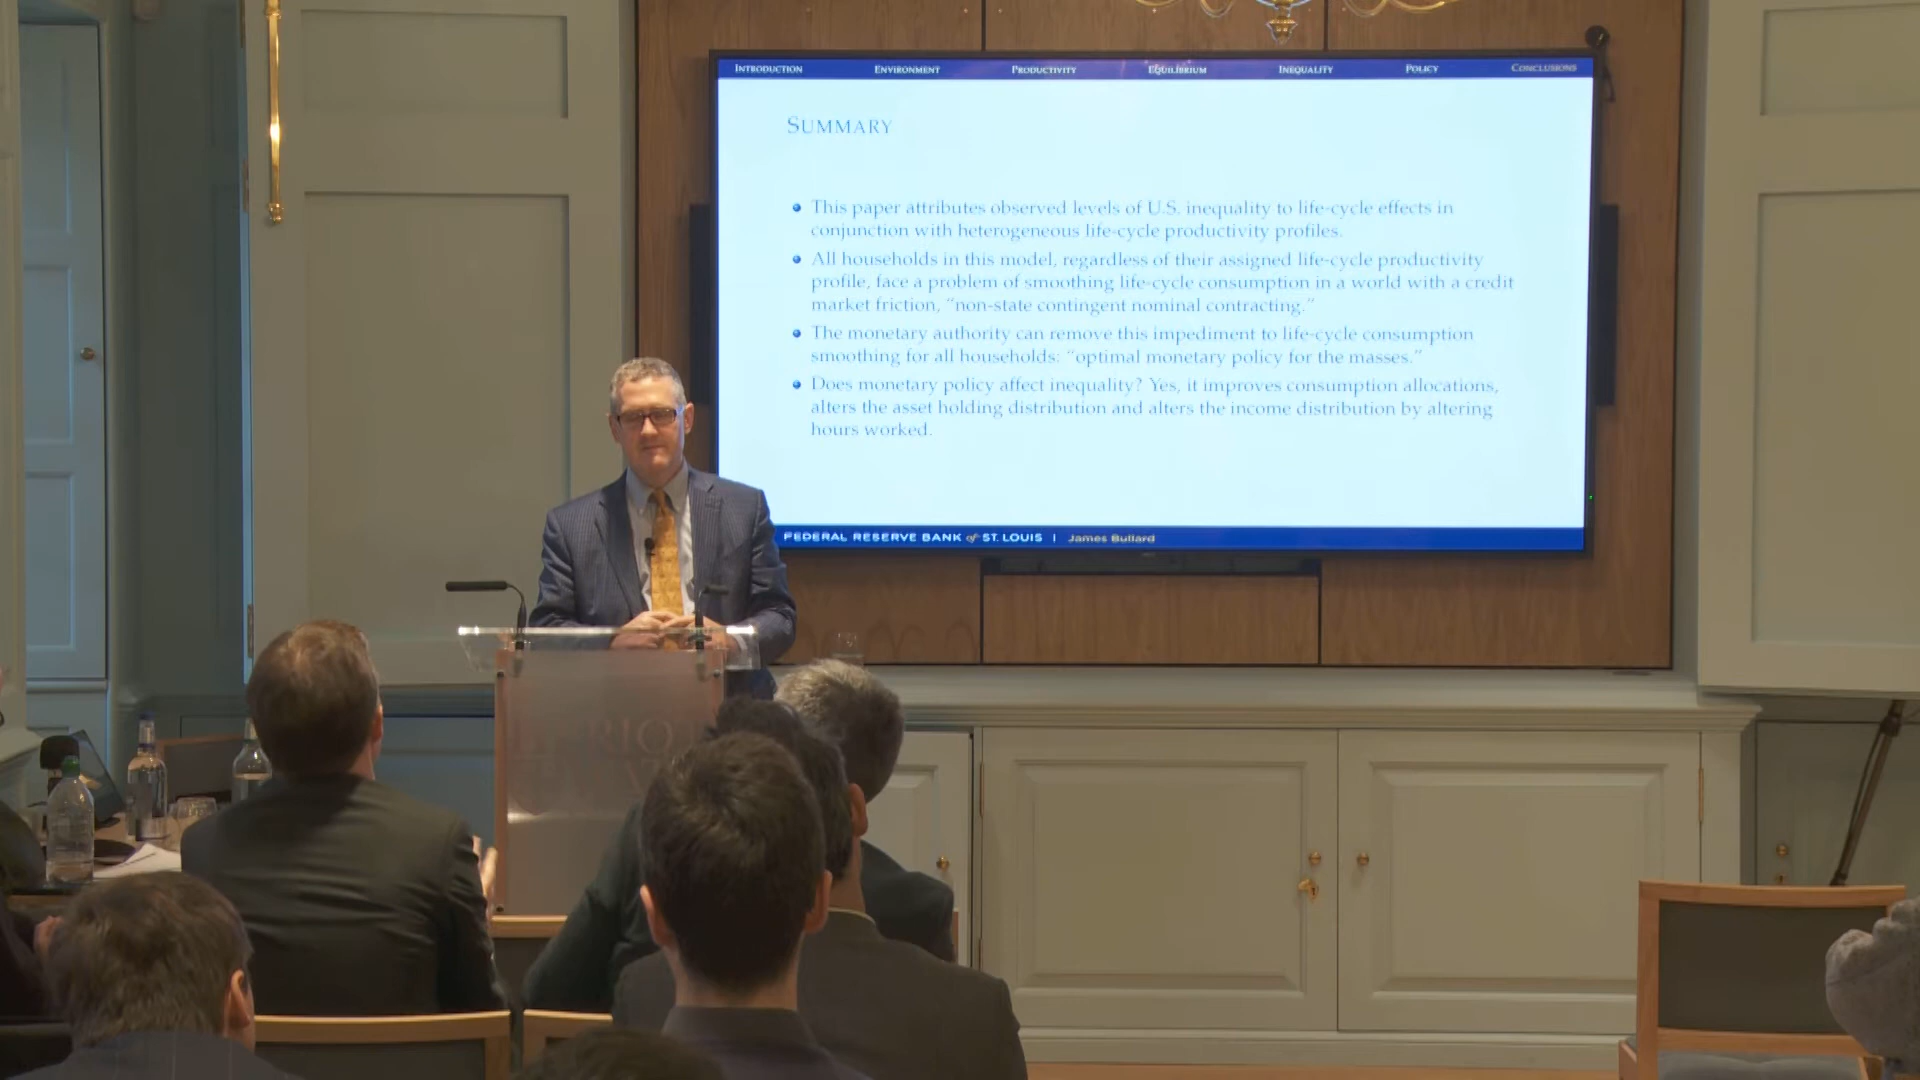 INTRODUCTION ENVIRONMENT PRODUCTIVITY EQUILIBRIUM INEQUALITY POLICY CONCLUSIONS
SUMMARY
This paper attributes observed levels of U.S. inequality to life-cycle effects in
conjunction with heterogeneous life-cycle productivity profiles.
All households in this model, regardless of their assigned life-cycle productivity
profile, face a problem of smoothing life-cycle consumption in a world with a credit
market friction, “non-state contingent nominal contracting.”
The monetary authority can remove this impediment to life-cycle consumption
smoothing for all households: “optimal monetary policy for the masses.”
Does monetary policy affect inequality? Yes, it improves consumption allocations,
alters the asset holding distribution and alters the income distribution by altering
hours worked.
FEDERAL RESERVE BANK of ST. LOUIS | James Bullard